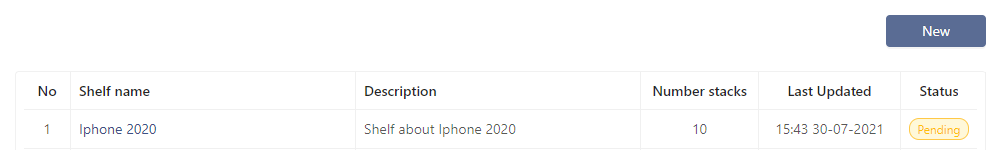 New
No Shelf name Description Number stacks Last Updated Status
1 Iphone 2020 Shelf about Iphone 2020 10 15:43 30-07-2021 Pending